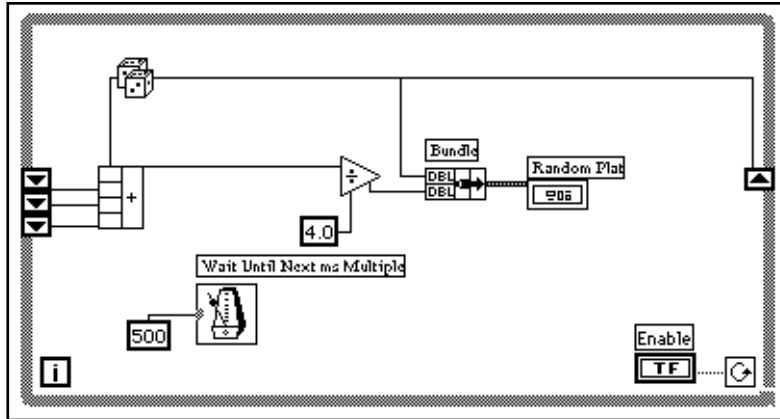 Bundle
Random Plat
DBL
DBL
÷
+
4.0
Wait Until Next ms Multiple
500
Enable
TF
i